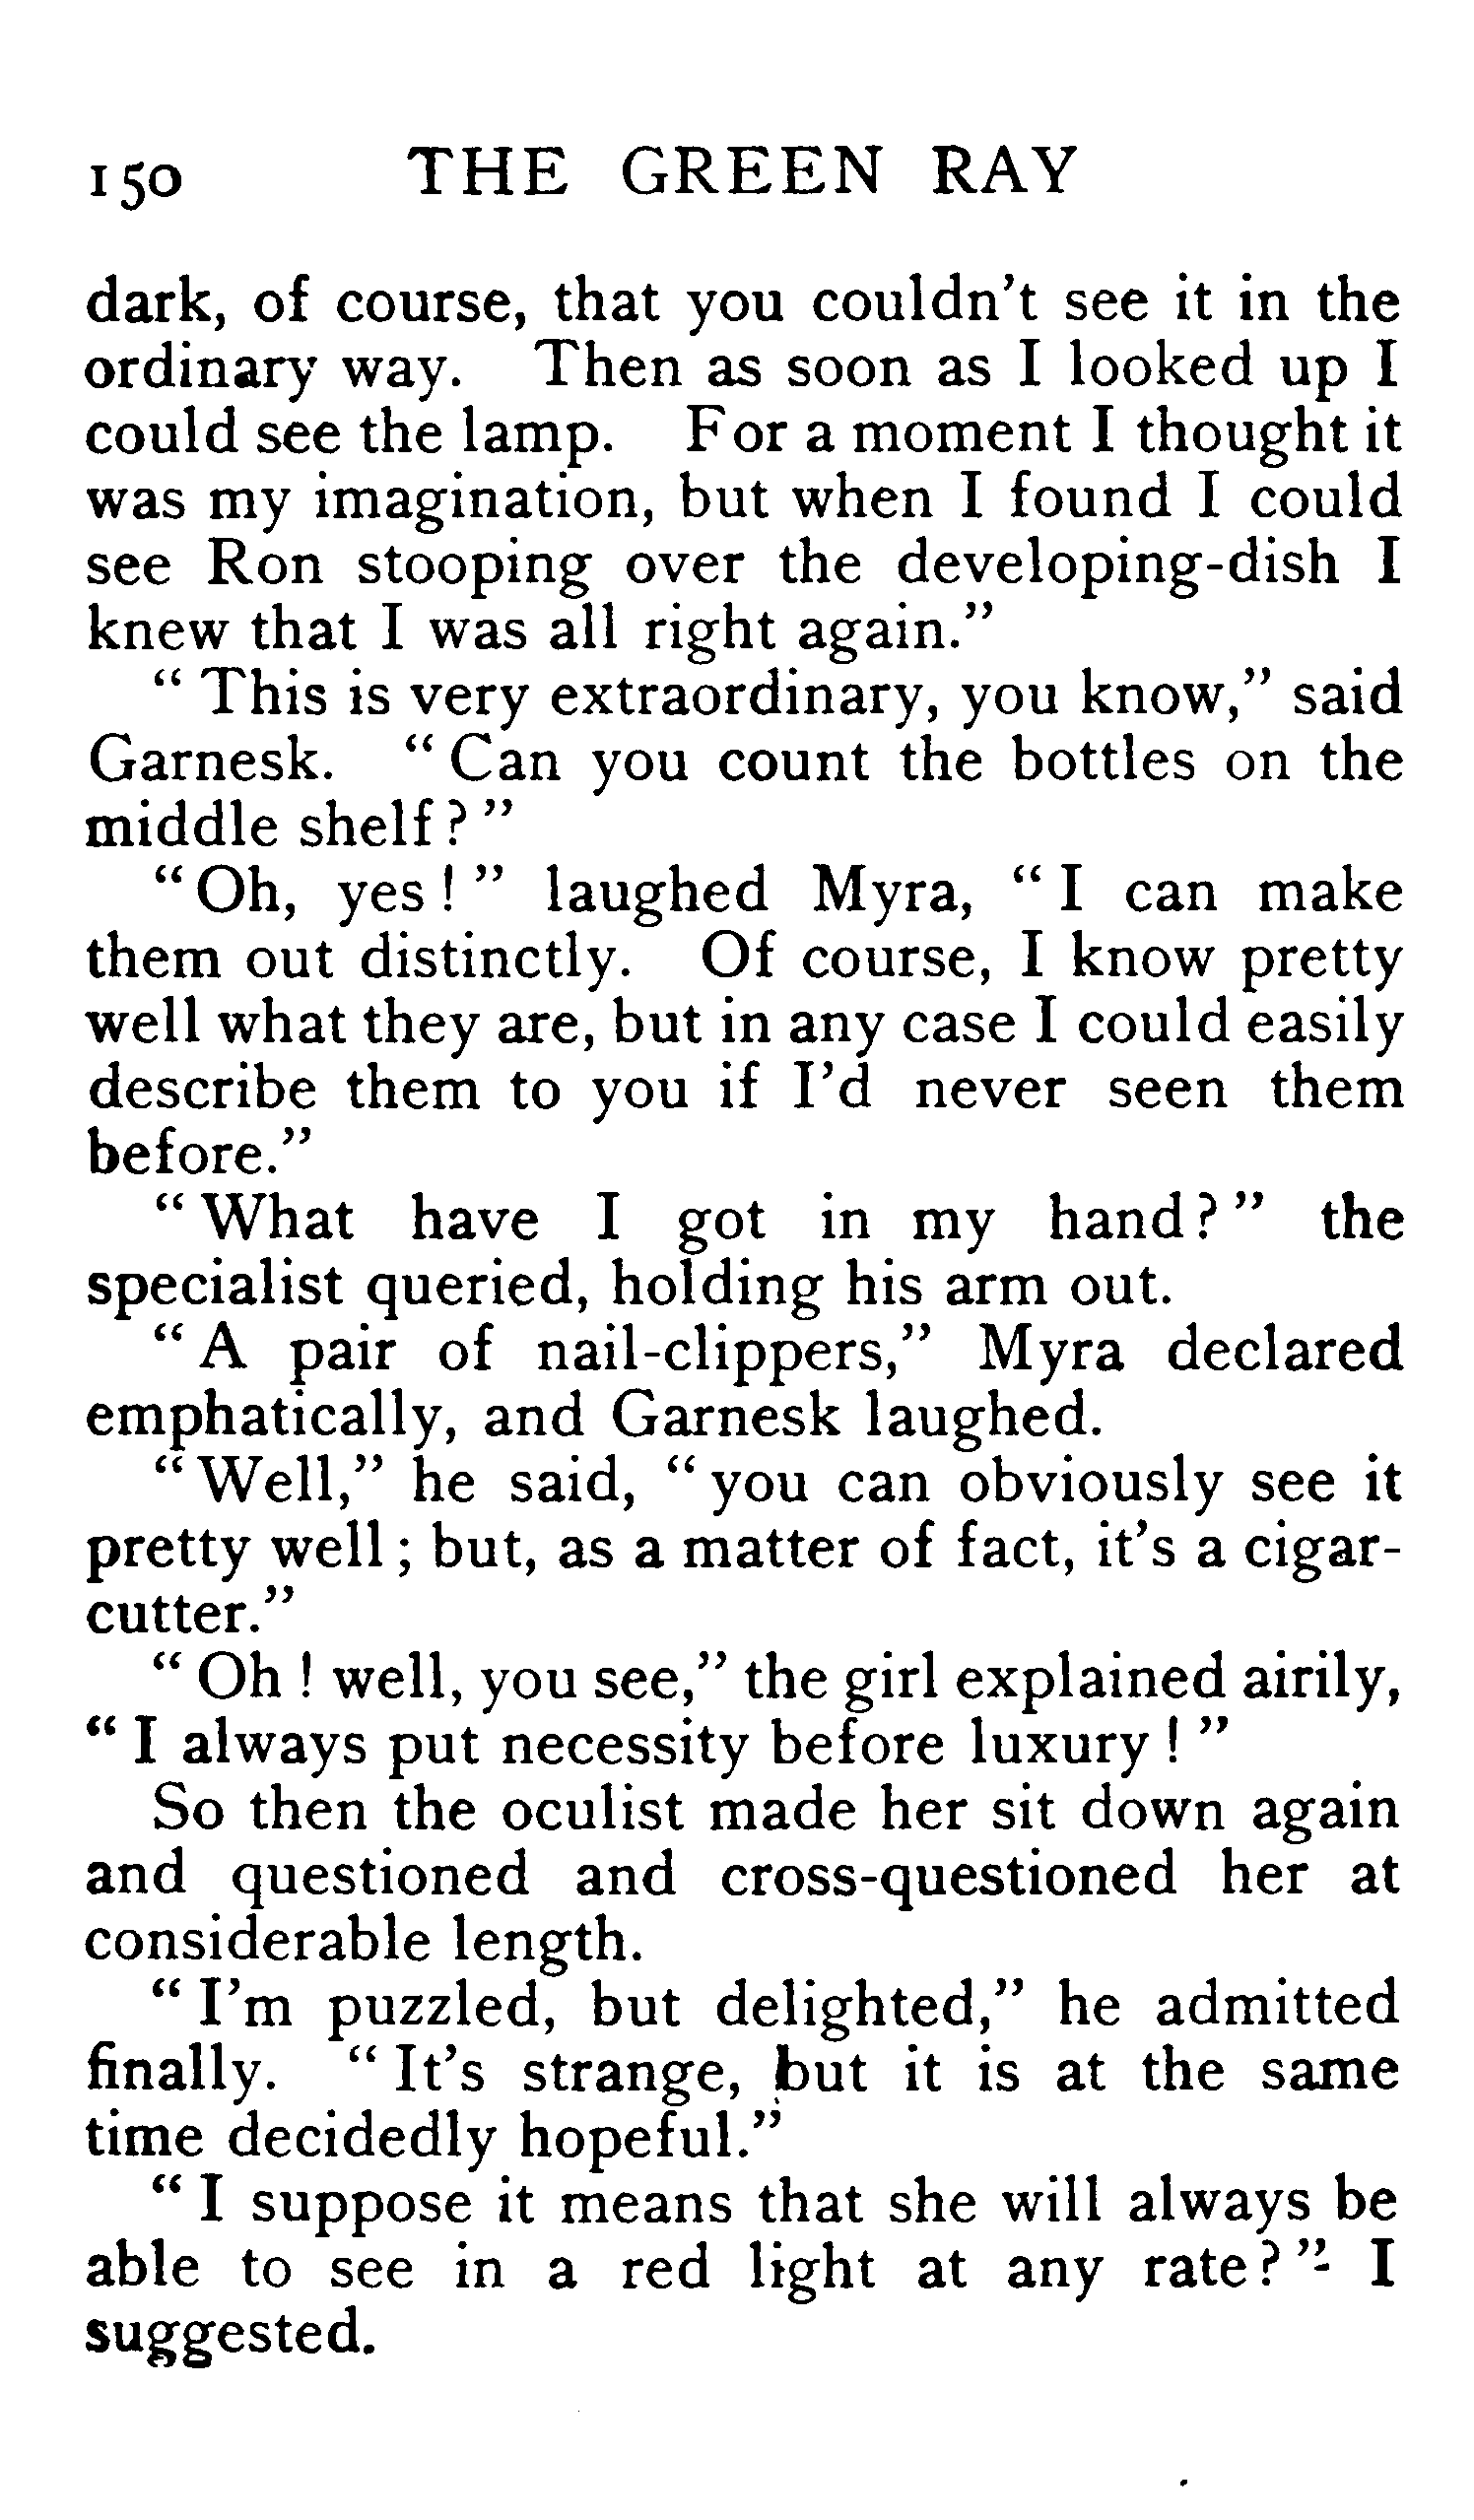 150 THE GREEN RAY
dark, of course, that you couldn't see it in the
ordinary way. Then as soon as I looked up I
could see the lamp. For a moment I thought it
was my imagination, but when I found I could
see Ron stooping over the developing-dish I
knew that I was all right again."
"This is very extraordinary, you know," said
Garnesk. "Can you count the bottles on the
middle shelf?"
"Oh, yes!" laughed Myra, "I can make
them out distinctly. Of course, I know pretty
well what they are, but in any case I could easily
describe them to you if I'd never seen them
before."
"What have I got in my hand?" the
specialist queried, holding his arm out.
"A pair of nail-clippers," Myra declared
emphatically, and Garnesk laughed.
"Well," he said, "you can obviously see it
pretty well; but, as a matter of fact, it's a cigar-
cutter."
"Oh! well, you see," the girl explained airily,
"I always put necessity before luxury!"
So then the oculist made her sit down again
and questioned and cross-questioned her at
considerable length.
"I'm puzzled, but delighted," he admitted
finally. "It's strange, but it is at the same
time decidedly hopeful."
"I suppose it means that she will always be
able to see in a red light at any rate?" I
suggested.